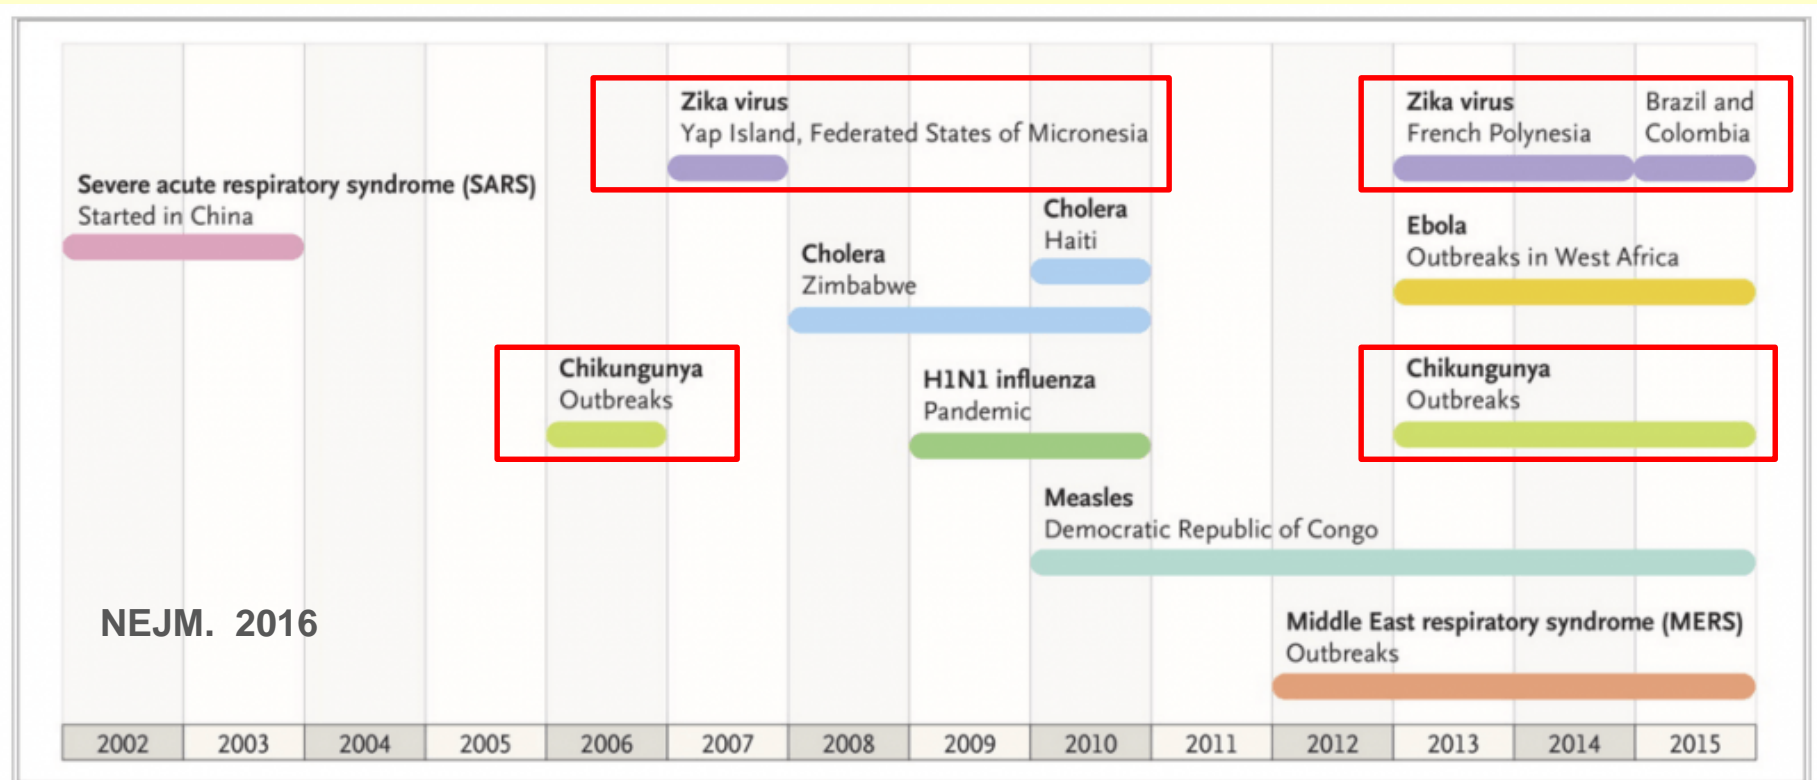 Zika virus
Yap Island, Federated States of Micronesia
Zika virus
French Polynesia
Brazil and
Colombia
Severe acute respiratory syndrome (SARS)
Started in China
Cholera
Haiti
Ebola
Outbreaks in West Africa
Cholera
Zimbabwe
Chikungunya
Outbreaks
H1N1 influenza
Pandemic
Chikungunya
Outbreaks
Measles
Democratic Republic of Congo
NEJM. 2016
Middle East respiratory syndrome (MERS)
Outbreaks
2002 2003 2004 2005 2006 2007 2008 2009 2010 2011 2012 2013 2014 2015